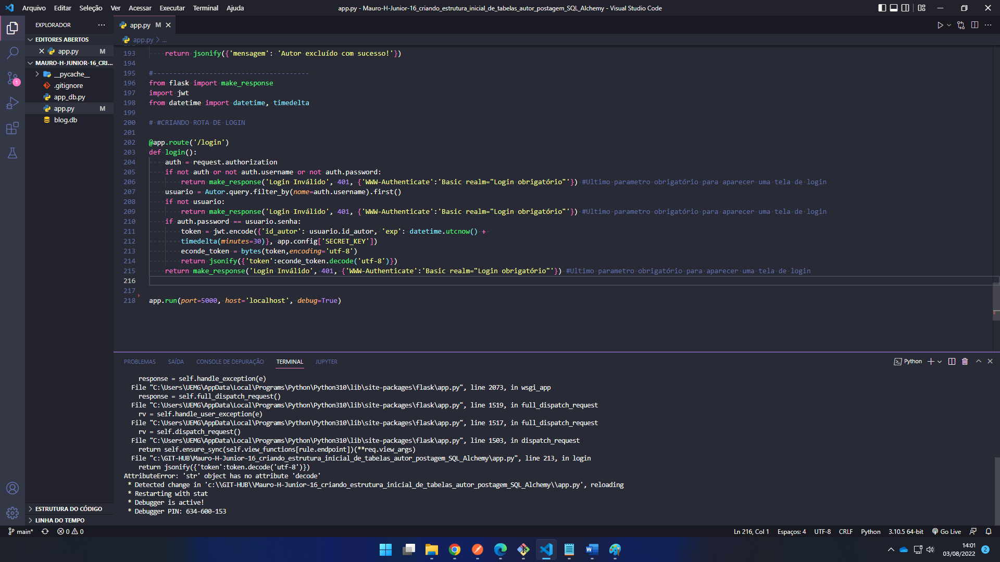 Arquivo Editar Seleção Ver Acessar Executar Terminal Ajuda
app.py - Mauro-H-Junior-16_criando_estrutura_inicial_de_tabelas_autor_postagem_SQL_Alchemy - Visual Studio Code
EXPLORADOR
app.py M
EDITORES ABERTOS
app.py M
MAURO-H-JUNIOR-16_CRI...
__pycache__
.gitignore
app_db.py
app.py M
blog.db
1
ESTRUTURA DO CÓDIGO
LINHA DO TEMPO
app.py > ...
193 return jsonify({'mensagem': 'Autor excluído com sucesso!'})
194
195 #---------------------------------------
196 from flask import make_response
197 import jwt
198 from datetime import datetime, timedelta
199
200 # #CRIANDO ROTA DE LOGIN
201
202 @app.route('/login')
203 def login():
204 auth = request.authorization
205 if not auth or not auth.username or not auth.password:
206 return make_response('Login Inválido', 401, {'WWW-Authenticate':'Basic realm="Login obrigatório"'}) #Ultimo parametro obrigatório para aparecer uma tela de login
207 usuario = Autor.query.filter_by(nome=auth.username).first()
208 if not usuario:
209 return make_response('Login Inválido', 401, {'WWW-Authenticate':'Basic realm="Login obrigatório"'}) #Ultimo parametro obrigatório para aparecer uma tela de login
210 if auth.password == usuario.senha:
211 token = jwt.encode({'id_autor': usuario.id_autor, 'exp': datetime.utcnow() +
212 timedelta(minutes=30)}, app.config['SECRET_KEY'])
213 econde_token = bytes(token,encoding='utf-8')
214 return jsonify({'token':econde_token.decode('utf-8')})
215 return make_response('Login Inválido', 401, {'WWW-Authenticate':'Basic realm="Login obrigatório"'}) #Ultimo parametro obrigatório para aparecer uma tela de login
216
217
218 app.run(port=5000, host='localhost', debug=True)
PROBLEMAS SAÍDA CONSOLE DE DEPURAÇÃO TERMINAL JUPYTER
Python
response = self.handle_exception(e)
File "C:\Users\UEMG\AppData\Local\Programs\Python\Python310\lib\site-packages\flask\app.py", line 2073, in wsgi_app
response = self.full_dispatch_request()
File "C:\Users\UEMG\AppData\Local\Programs\Python\Python310\lib\site-packages\flask\app.py", line 1519, in full_dispatch_request
rv = self.handle_user_exception(e)
File "C:\Users\UEMG\AppData\Local\Programs\Python\Python310\lib\site-packages\flask\app.py", line 1517, in full_dispatch_request
rv = self.dispatch_request()
File "C:\Users\UEMG\AppData\Local\Programs\Python\Python310\lib\site-packages\flask\app.py", line 1503, in dispatch_request
return self.ensure_sync(self.view_functions[rule.endpoint])(**req.view_args)
File "c:\GIT-HUB\Mauro-H-Junior-16_criando_estrutura_inicial_de_tabelas_autor_postagem_SQL_Alchemy\app.py", line 213, in login
return jsonify({'token':token.decode('utf-8')})
AttributeError: 'str' object has no attribute 'decode'
* Detected change in 'c:\\GIT-HUB\\Mauro-H-Junior-16_criando_estrutura_inicial_de_tabelas_autor_postagem_SQL_Alchemy\\app.py', reloading
* Restarting with stat
* Debugger is active!
* Debugger PIN: 634-600-153
main* 0 0
Ln 216, Col 1 Espaços: 4 UTF-8 CRLF Python 3.10.5 64-bit Go Live
14:01
03/08/2022
2